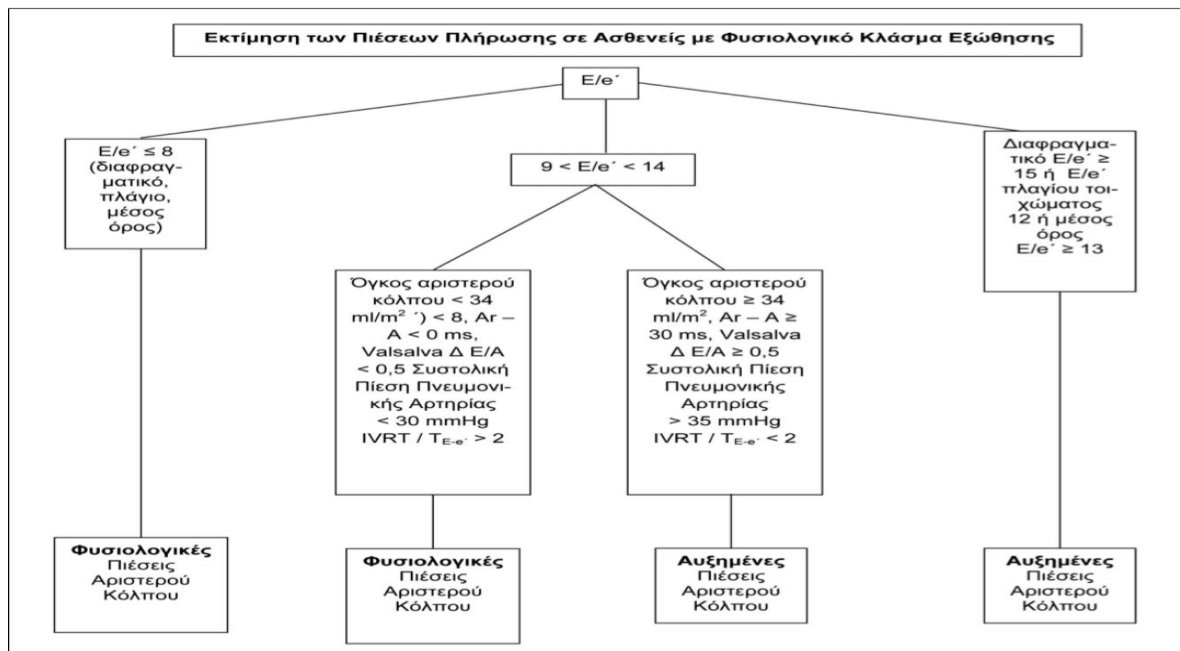 Εκτίμηση των Πιέσεων Πλήρωσης σε Ασθενείς με Φυσιολογικό Κλάσμα Εξώθησης
E/e´
E/e´ ≤ 8
(διαφραγ-
ματικό,
πλάγιο,
μέσος
όρος)
9 < E/e´ < 14
Διαφραγμα-
τικό E/e´ ≥
15 ή E/e´
πλαγίου τοι-
χώματος
12 ή μέσος
όρος
E/e´ ≥ 13
Όγκος αριστερού
κόλπου < 34
ml/m² ´) < 8, Ar –
A < 0 ms,
Valsalva Δ E/A
< 0,5 Συστολική
Πίεση Πνευμονι-
κής Αρτηρίας
< 30 mmHg
IVRT / TE-e´ > 2
Όγκος αριστερού
κόλπου ≥ 34
ml/m², Ar – A ≥
30 ms, Valsalva
Δ E/A ≥ 0,5
Συστολική Πίεση
Πνευμονικής
Αρτηρίας
> 35 mmHg
IVRT / TE-e´ < 2
Φυσιολογικές
Πιέσεις
Αριστερού
Κόλπου
Φυσιολογικές
Πιέσεις
Αριστερού
Κόλπου
Αυξημένες
Πιέσεις
Αριστερού
Κόλπου
Αυξημένες
Πιέσεις
Αριστερού
Κόλπου